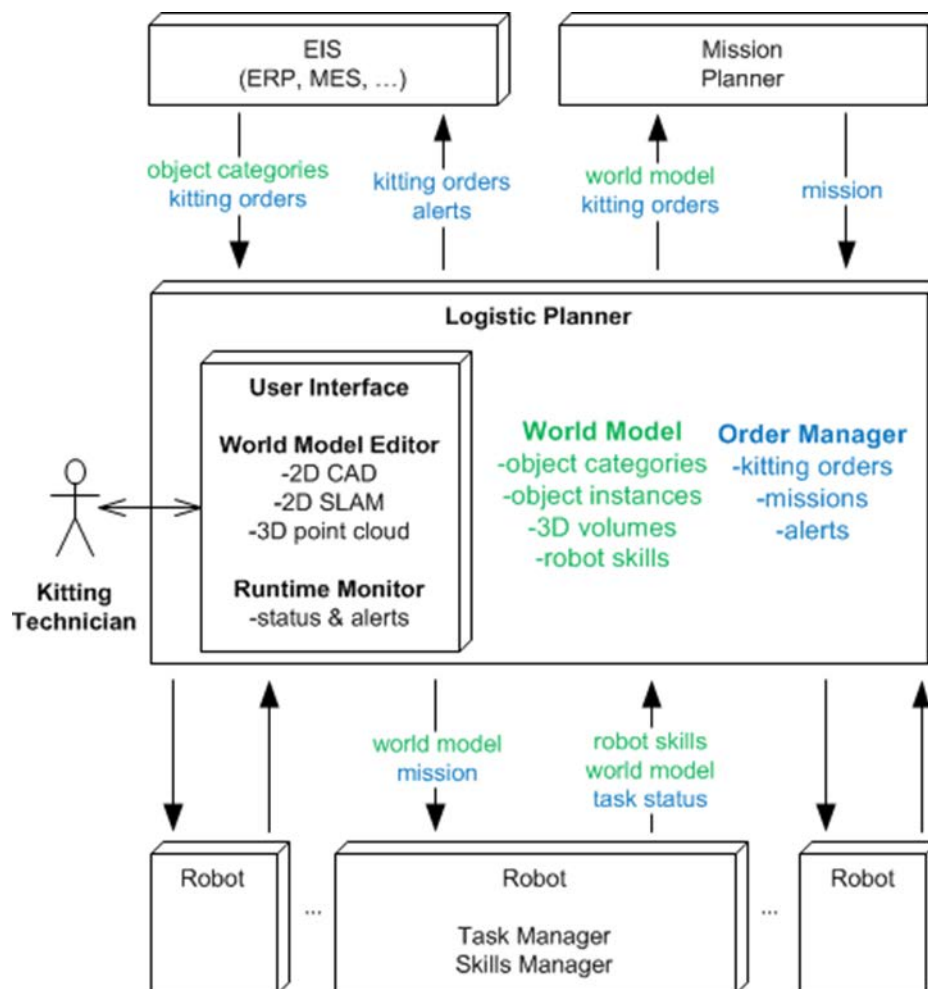 EIS
(ERP, MES, ...)
Mission
Planner
object categories
kitting orders
kitting orders
alerts
world model
kitting orders
mission
Logistic Planner
User Interface
World Model Editor
-2D CAD
-2D SLAM
-3D point cloud
Runtime Monitor
-status & alerts
World Model
-object categories
-object instances
-3D volumes
-robot skills
Order Manager
-kitting orders
-missions
-alerts
Kitting
Technician
world model
mission
robot skills
world model
task status
Robot
...
Robot
Task Manager
Skills Manager
...
Robot